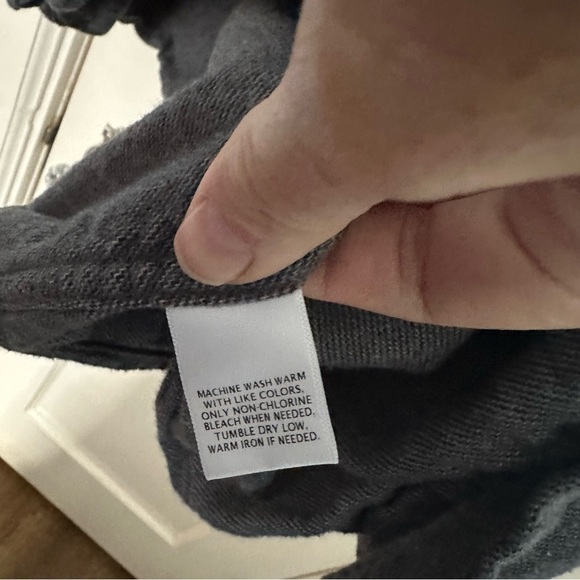 MACHINE WASH WARM
WITH LIKE COLORS,
ONLY NON-CHLORINE
BLEACH WHEN NEEDED.
TUMBLE DRY LOW,
WARM IRON IF NEEDED.